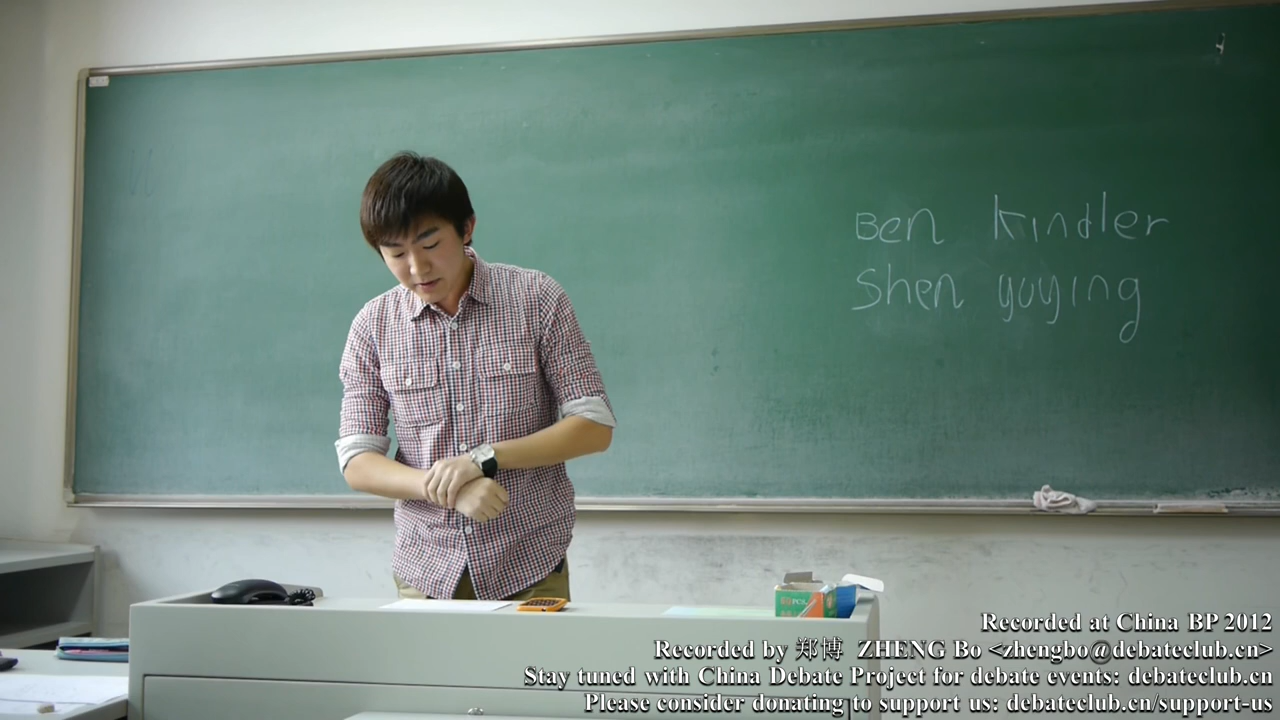 Ben Kindler
Shen yuying
Recorded at China BP 2012
Recorded by 郑博 ZHENG Bo <zhengbo@debateclub.cn>
Stay tuned with China Debate Project for debate events: debateclub.cn
Please consider donating to support us: debateclub.cn/support-us